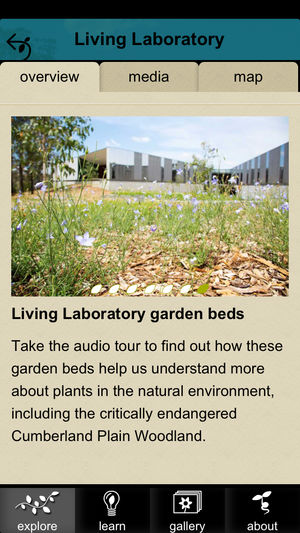 Living Laboratory
overview media map
Living Laboratory garden beds
Take the audio tour to find out how these
garden beds help us understand more
about plants in the natural environment,
including the critically endangered
Cumberland Plain Woodland.
explore learn gallery about